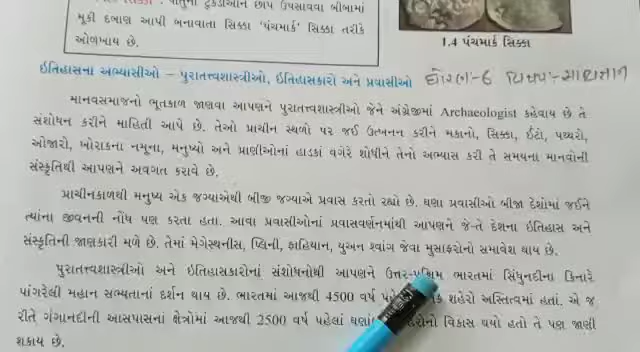 ટુકડાઓને છાપ ઉપસાવવા બીબામાં
મૂકી દબાણ આપી બનાવાતા સિક્કા 'પંચમાર્ક' સિક્કા તરીકે
ઓળખાય છે.
1.4 પંચમાર્ક સિક્કા
ઇતિહાસના અભ્યાસીઓ – પુરાતત્ત્વશાસ્ત્રીઓ, ઇતિહાસકારો અને પ્રવાસીઓ ધોરણ-6
માનવસમાજનો ભૂતકાળ જાણવા આપણને પુરાતત્ત્વશાસ્ત્રીઓ જેને અંગ્રેજીમાં Archaeologist કહેવાય છે તે
સંશોધન કરીને માહિતી આપે છે. તેઓ પ્રાચીન સ્થળો પર જઈ ઉત્ખનન કરીને મકાનો, સિક્કા, ઈંટો, પથ્થરો,
ઓજારો, ખોરાકના નમૂના, મનુષ્યો અને પ્રાણીઓનાં હાડકાં વગેરે શોધીને તેનો અભ્યાસ કરી તે સમયના માનવોની
સંસ્કૃતિથી આપણને અવગત કરાવે છે.
પ્રાચીનકાળથી મનુષ્ય એક જગ્યાએથી બીજી જગ્યાએ પ્રવાસ કરતો રહ્યો છે. ઘણા પ્રવાસીઓ બીજા દેશોમાં જઈને
ત્યાંના જીવનની નોંધ પણ કરતા હતા. આવા પ્રવાસીઓનાં પ્રવાસવર્ણનમાંથી આપણને જે-તે દેશના ઇતિહાસ અને
સંસ્કૃતિની જાણકારી મળે છે. તેમાં મેગેસ્થનીસ, પ્લિની, ફાહિયાન, યુઅન શ્વાંગ જેવા મુસાફરોનો સમાવેશ થાય છે.
પુરાતત્ત્વશાસ્ત્રીઓ અને ઇતિહાસકારોનાં સંશોધનોથી આપણને ઉત્તર-પશ્ચિમ ભારતમાં સિંધુનદીના કિનારે
પાંગરેલી મહાન સભ્યતાનાં દર્શન થાય છે. ભારતમાં આજથી 4500 વર્ષ શહેરો અસ્તિત્વમાં હતાં. એ જ
રીતે ગંગાનદીની આસપાસનાં ક્ષેત્રોમાં આજથી 2500 વર્ષ પહેલાં વિકાસ થયો હતો તે પણ જાણી
શકાય છે.